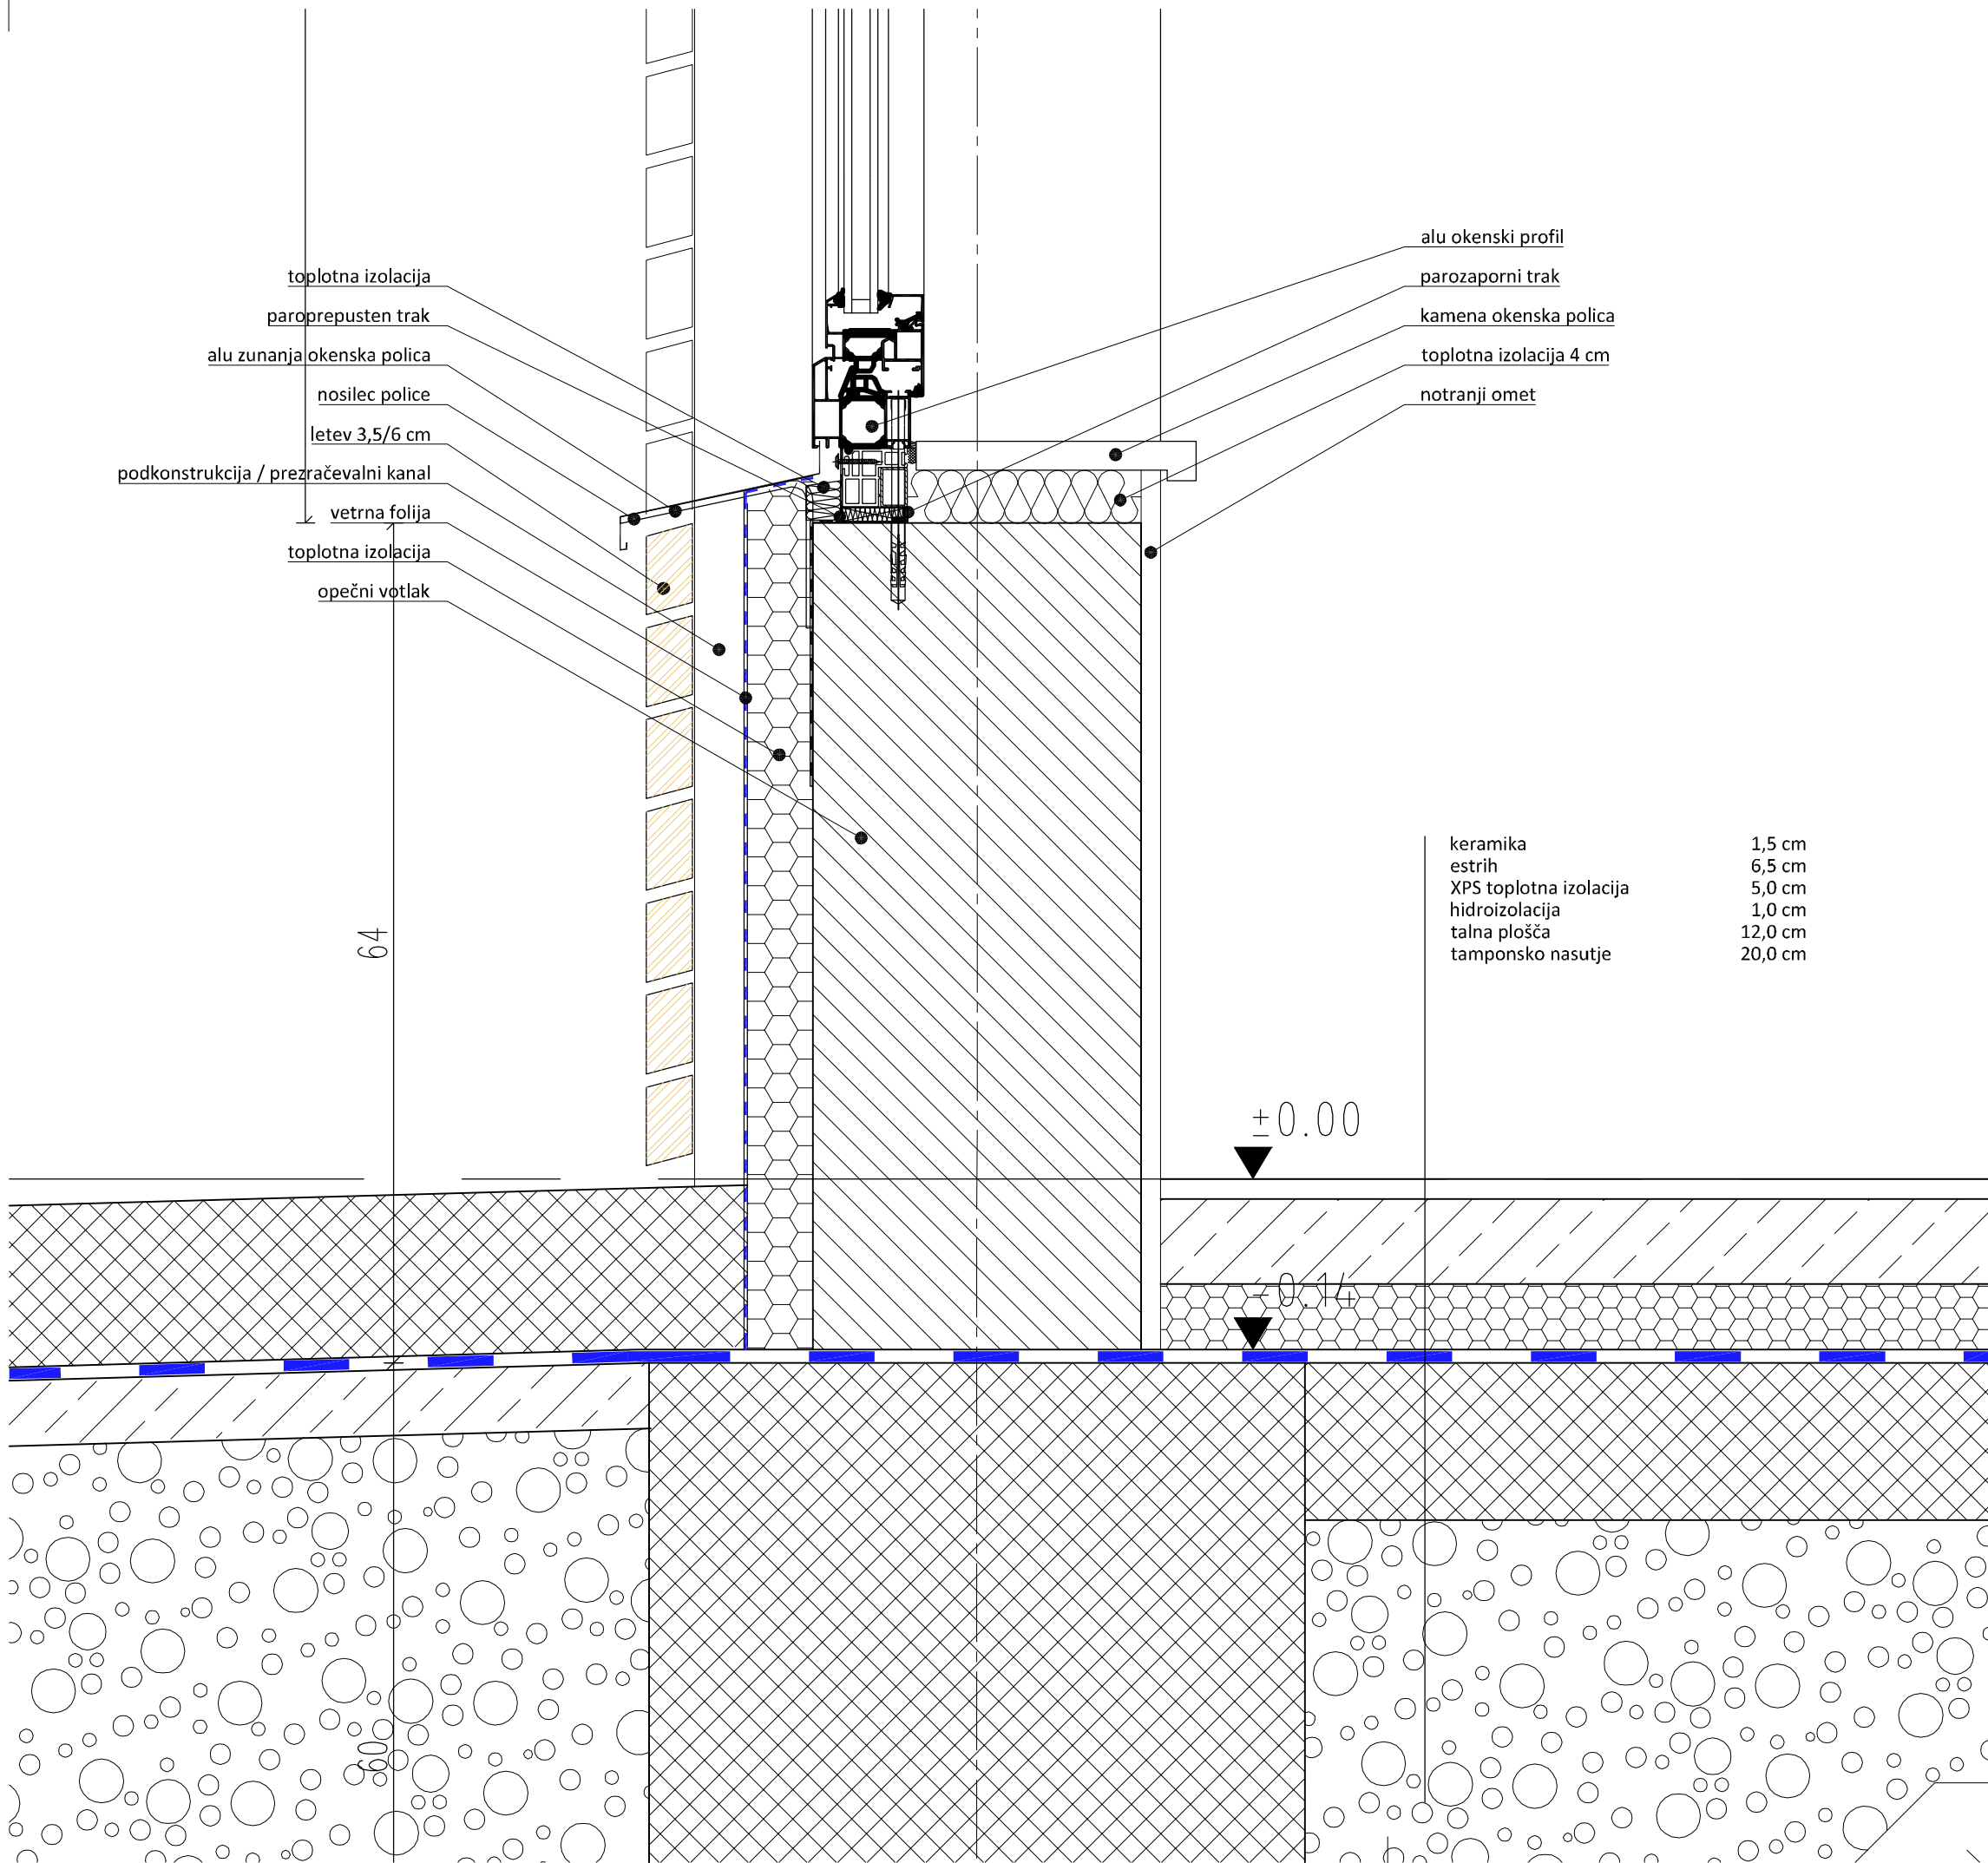 alu okenski profil
parozaporni trak
kamena okenska polica
toplotna izolacija 4 cm
notranji omet
toplotna izolacija
paroprepusten trak
alu zunanja okenska polica
nosilec police
letev 3,5/6 cm
podkonstrukcija / prezračevalni kanal
vetrna folija
toplotna izolacija
opečni votlak
keramika 1,5 cm
estrih 6,5 cm
XPS toplotna izolacija 5,0 cm
hidroizolacija 1,0 cm
talna plošča 12,0 cm
tamponsko nasutje 20,0 cm
64
±0.00
-0.14
60